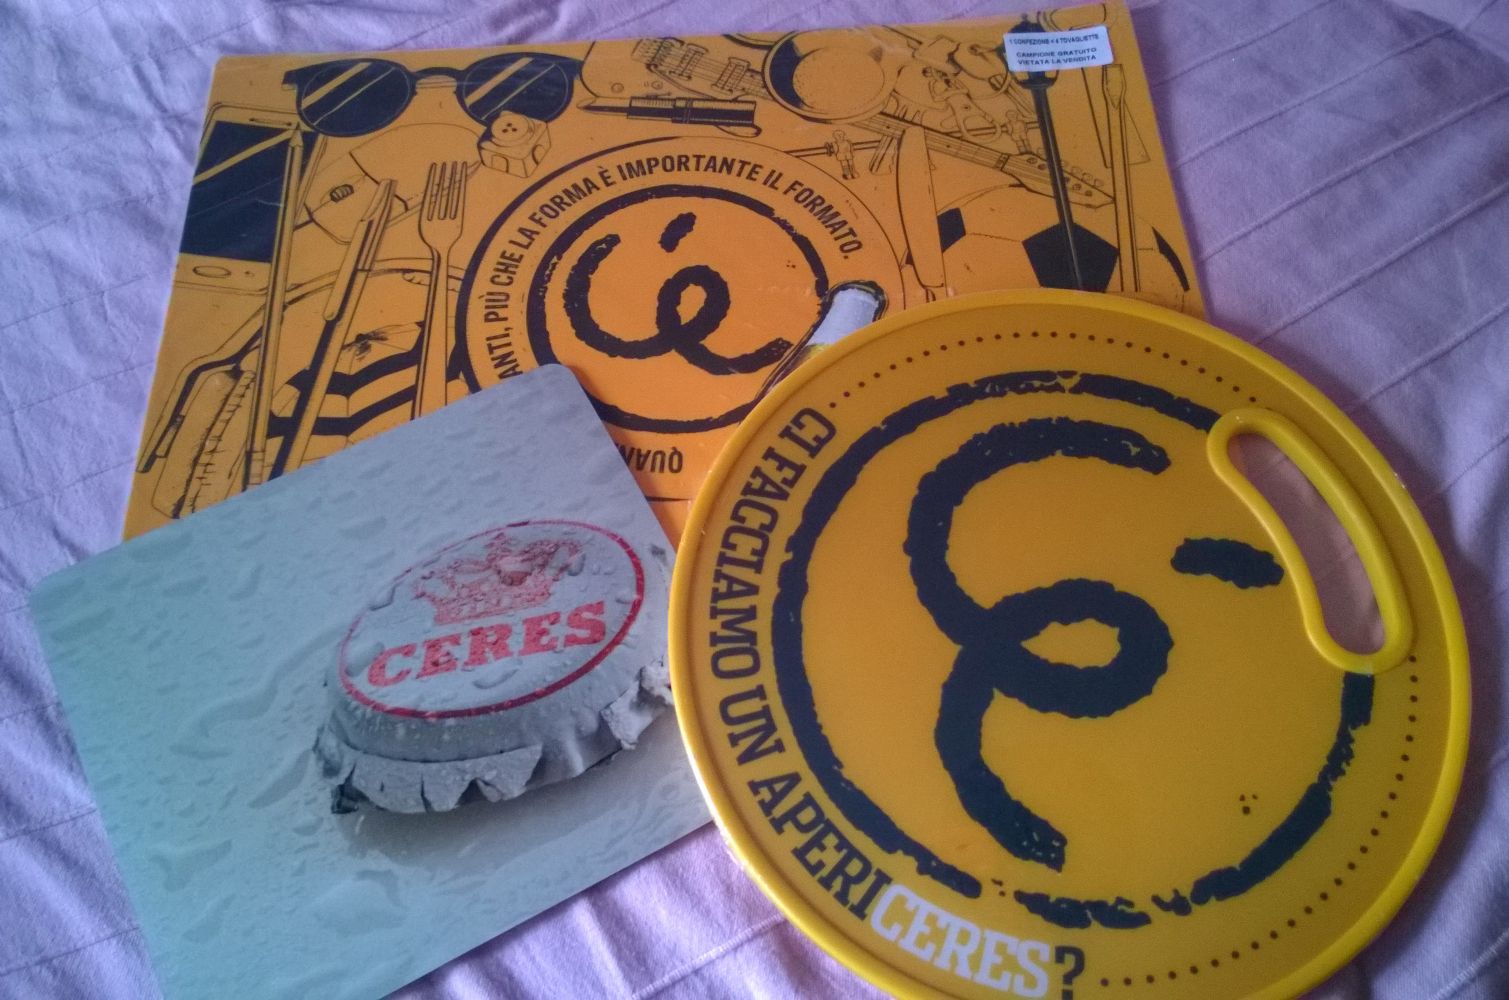 1 CONFEZIONE = 4 TOVAGLIETTE
CAMPIONE GRATUITO
VIETATA LA VENDITA
QUAN ANTI, PIÙ CHE LA FORMA È IMPORTANTE IL FORMATO.
CERES
CI FACCIAMO UN APERICERES?